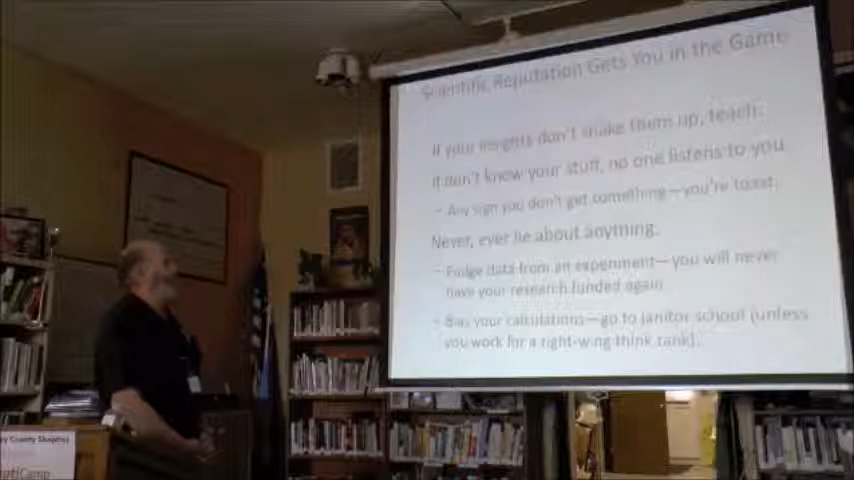 Scientific Reputation Gets You in the Game
If your insights don't shake them up, teach.
If don't know your stuff, no one listens to you
– Any sign you don't get something—you're toast.
Never, ever lie about anything.
– Fudge data from an experiment—you will never
have your research funded again
– Bias your calculations—go to janitor school (unless
you work for a right-wing think tank).
County Skeptics